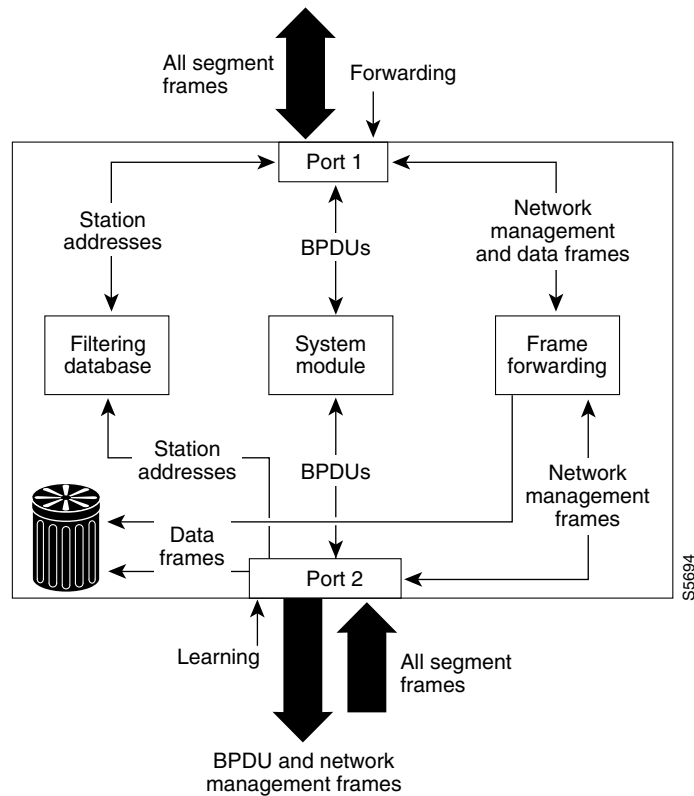 All segment
frames
Forwarding
Port 1
Station
addresses
BPDUs
Network
management
and data frames
Filtering
database
System
module
Frame
forwarding
Station
addresses
BPDUs
Network
management
frames
Data
frames
Port 2
S5694
Learning
All segment
frames
BPDU and network
management frames